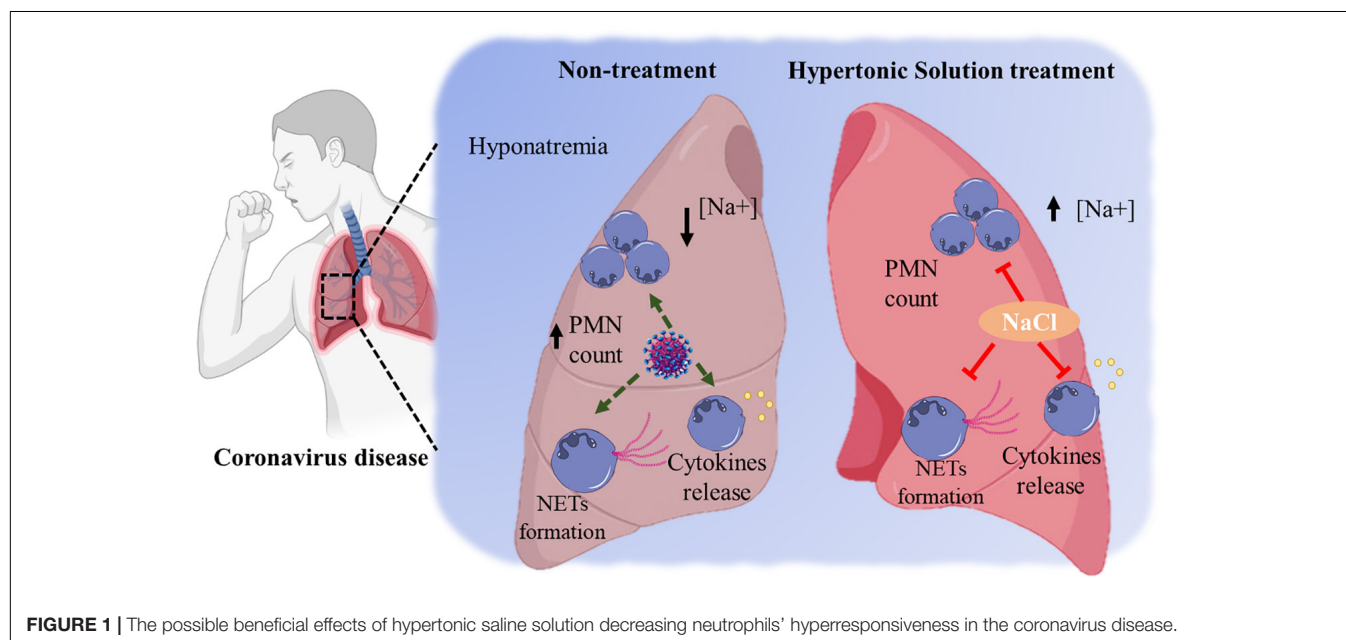 Non-treatment
Hypertonic Solution treatment
Hyponatremia
[Na+]
PMN
count
Cytokines
release
NETs
formation
[Na+]
PMN
count
NaCl
NETs
formation
Cytokines
release
Coronavirus disease
FIGURE 1 | The possible beneficial effects of hypertonic saline solution decreasing neutrophils' hyperresponsiveness in the coronavirus disease.